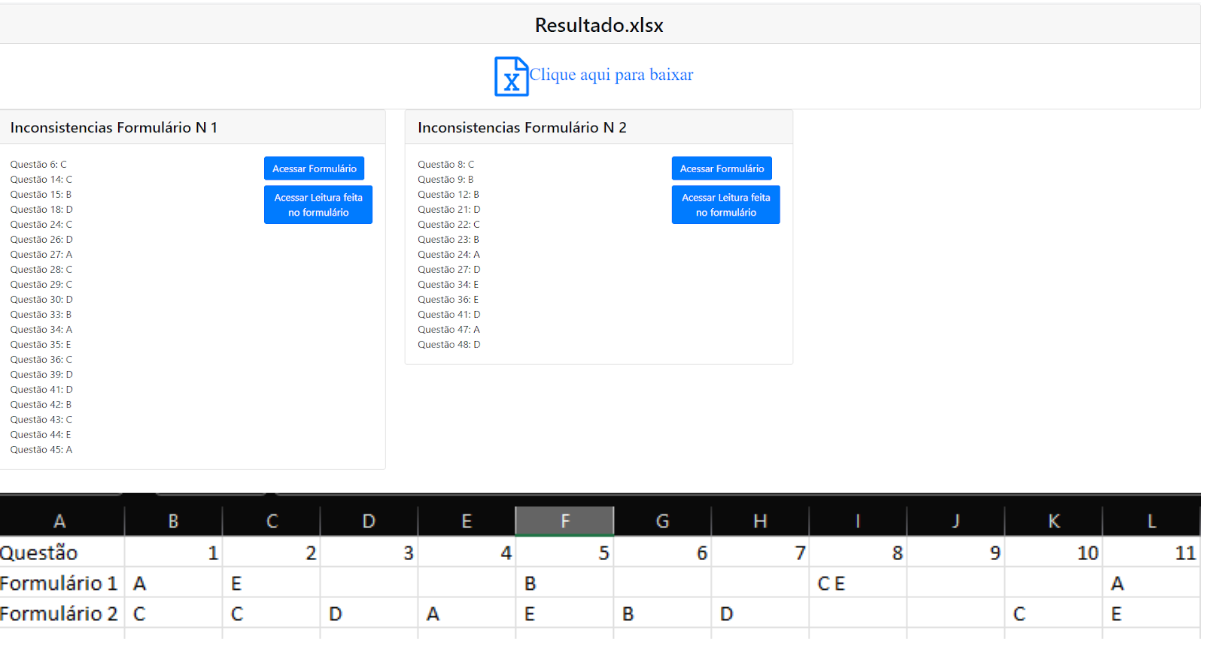 Resultado.xlsx
Clique aqui para baixar
Inconsistencias Formulário N 1
Questão 6: C
Questão 14: C
Questão 15: B
Questão 18: D
Questão 24: C
Questão 26: D
Questão 27: A
Questão 28: C
Questão 29: C
Questão 30: D
Questão 33: B
Questão 34: A
Questão 35: E
Questão 36: C
Questão 39: D
Questão 41: D
Questão 42: B
Questão 43: C
Questão 44: E
Questão 45: A
Acessar Formulário
Acessar Leitura feita
no formulário
Inconsistencias Formulário N 2
Questão 8: C
Questão 9: B
Questão 12: B
Questão 21: D
Questão 22: C
Questão 23: B
Questão 24: A
Questão 27: D
Questão 34: E
Questão 36: E
Questão 41: D
Questão 47: A
Questão 48: D
Acessar Formulário
Acessar Leitura feita
no formulário
A B C D E F G H I J K L
Questão 1 2 3 4 5 6 7 8 9 10 11
Formulário 1 A E B C E A
Formulário 2 C C D A E B D C E